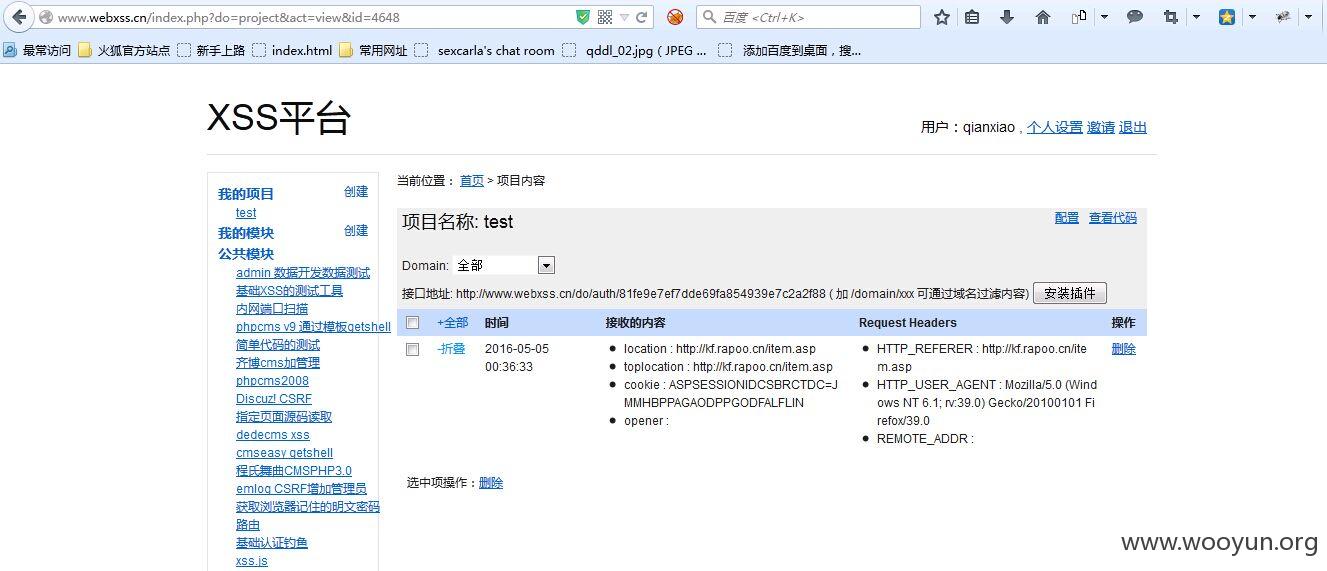 www.webxss.cn/index.php?do=project&act=view&id=4648
百度 <Ctrl+K>
最常访问 火狐官方站点 新手上路 index.html 常用网址 sexcarla's chat room qddl_02.jpg ( JPEG ... 添加百度到桌面，搜...
XSS平台
用户：qianxiao , 个人设置 邀请 退出
我的项目 创建
test
我的模块 创建
公共模块
admin 数据开发数据测试
基础XSS的测试工具
内网端口扫描
phpcms v9 通过模板getshell
简单代码的测试
齐博cms加管理
phpcms2008
Discuz! CSRF
指定页面源码读取
dedecms xss
cmseasy getshell
程氏舞曲CMSPHP3.0
emlog CSRF增加管理员
获取浏览器记住的明文密码
路由
基础认证钓鱼
xss.js
当前位置： 首页 > 项目内容
项目名称: test 配置 查看代码
Domain: 全部
接口地址: http://www.webxss.cn/do/auth/81fe9e7ef7dde69fa854939e7c2a2f88 ( 加 /domain/xxx 可通过域名过滤内容) 安装插件
+全部 时间 接收的内容 Request Headers 操作
-折叠 2016-05-05
00:36:33
location : http://kf.rapoo.cn/item.asp
toplocation : http://kf.rapoo.cn/item.asp
cookie : ASPSESSIONIDCSBRCTDC=J
MMHBPPAGAODPPGODFALFLIN
opener :
HTTP_REFERER : http://kf.rapoo.cn/ite
m.asp
HTTP_USER_AGENT : Mozilla/5.0 (Wind
ows NT 6.1; rv:39.0) Gecko/20100101 Fi
refox/39.0
REMOTE_ADDR :
删除
选中项操作：删除
www.wooyun.org